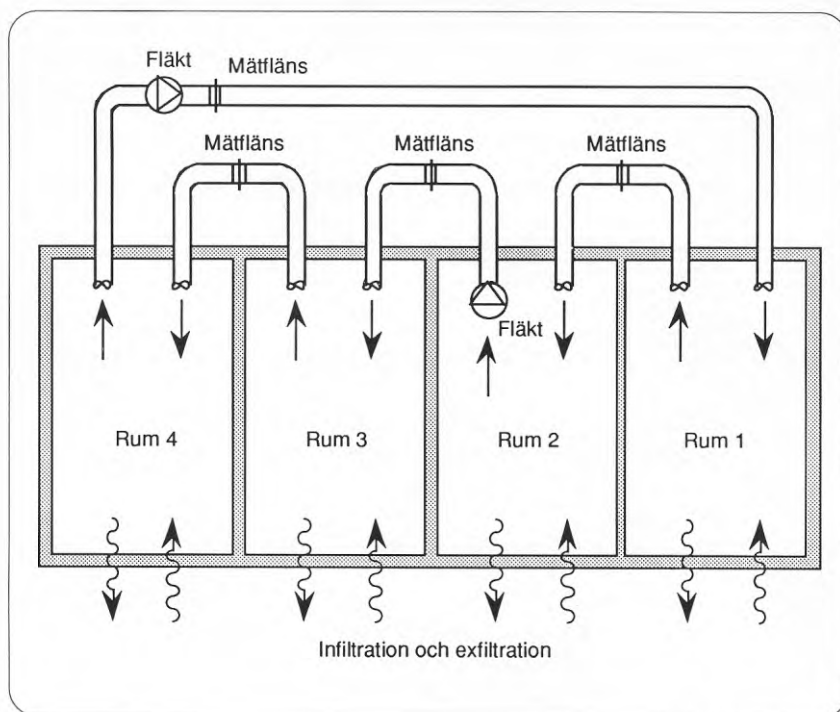 Fläkt
Mätfläns
Mätfläns
Mätfläns
Mätfläns
Fläkt
Rum 4
Rum 3
Rum 2
Rum 1
Infiltration och exfiltration